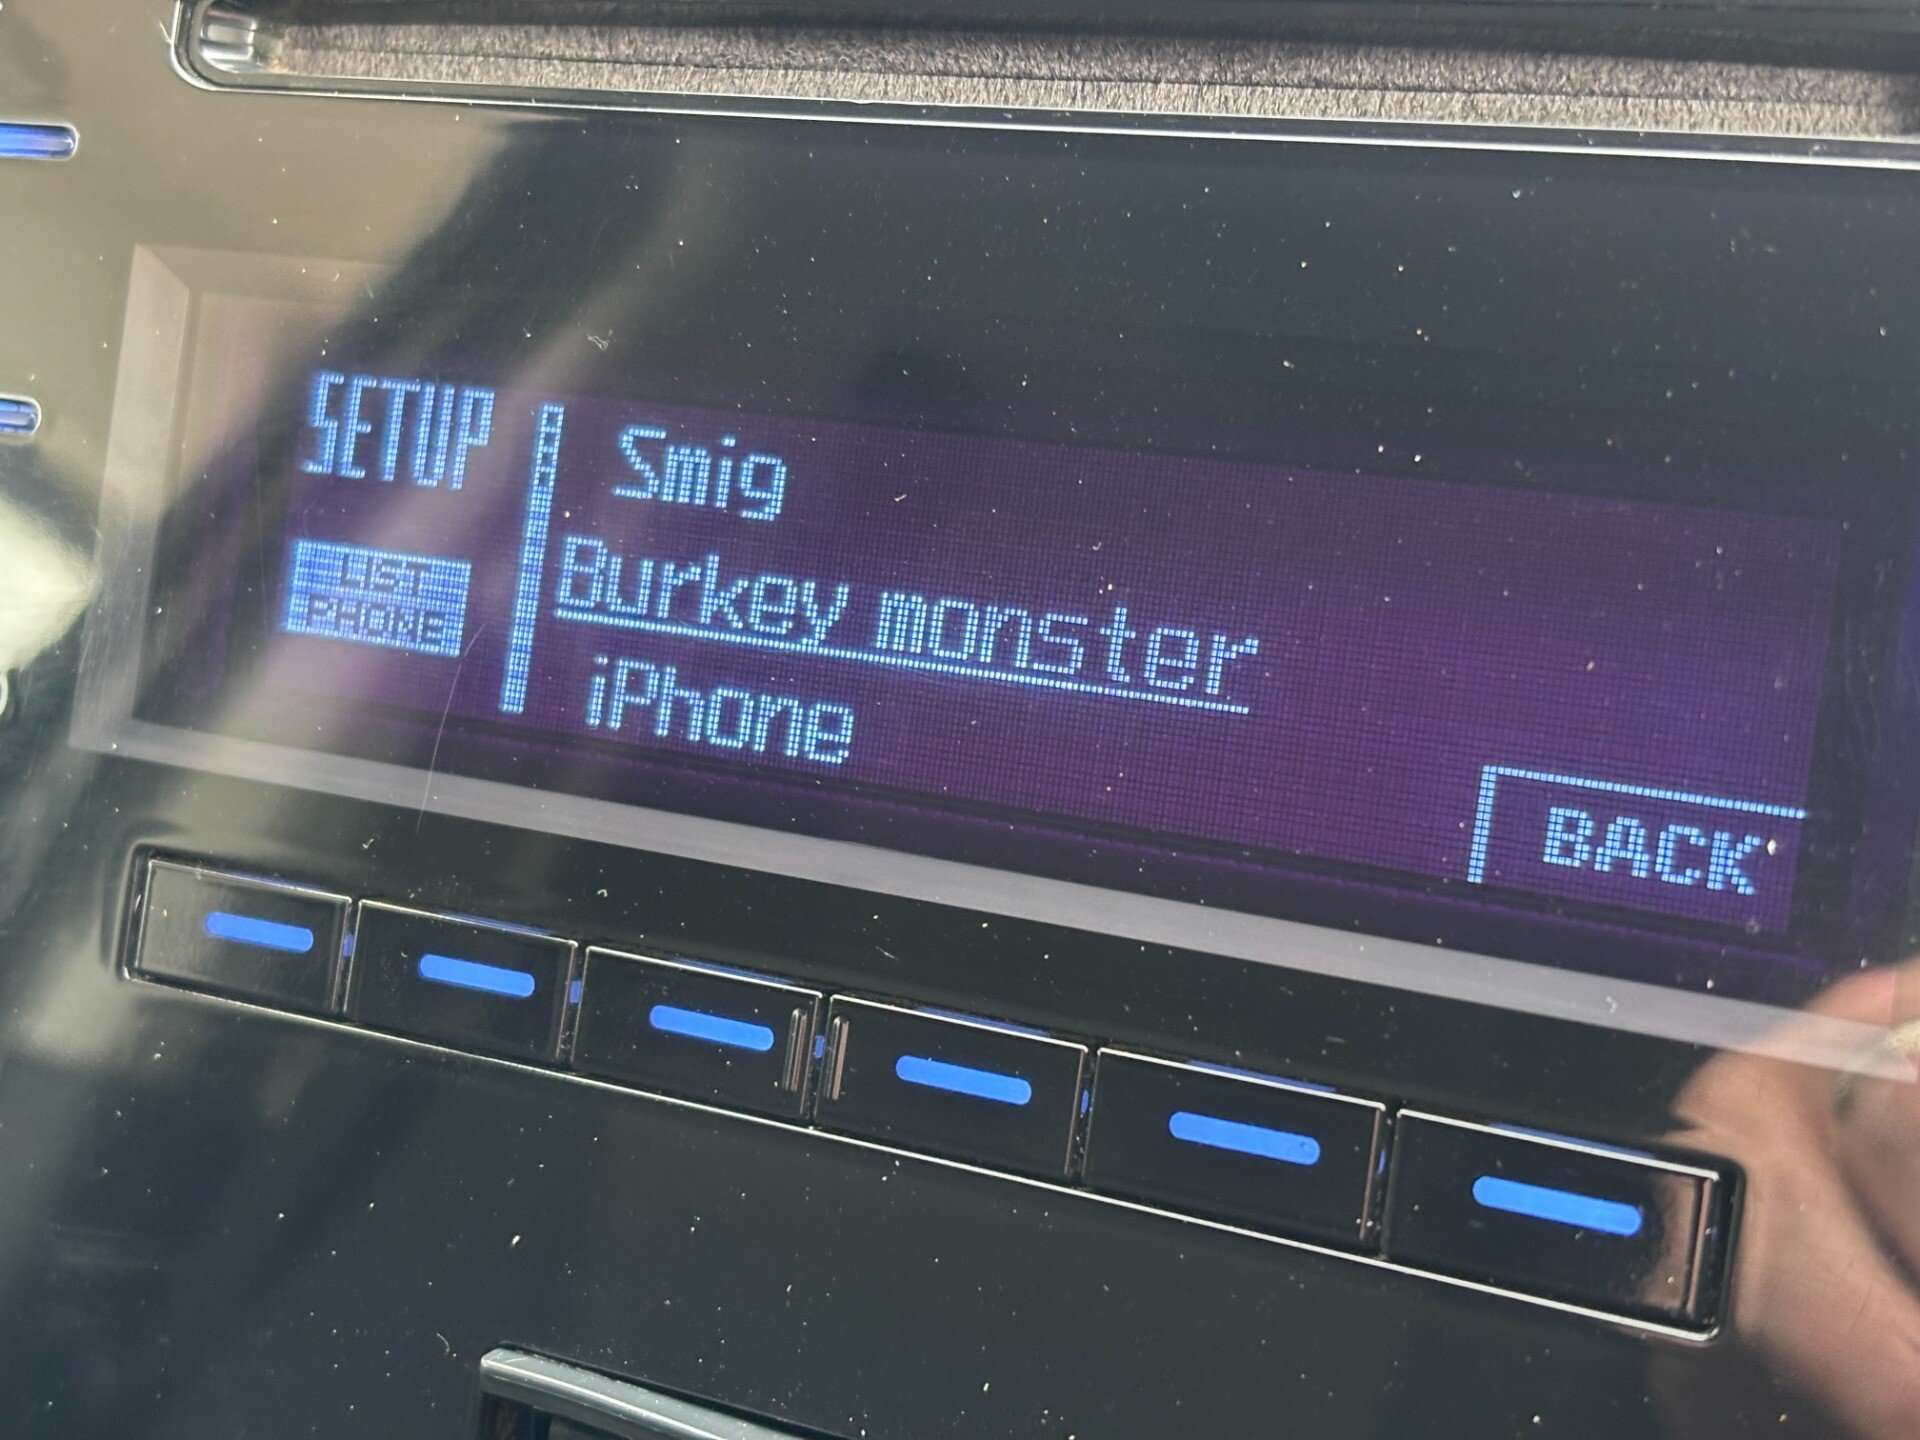 SETUP
LIST
PHONE
Smig
Burkey monster
iPhone
BACK